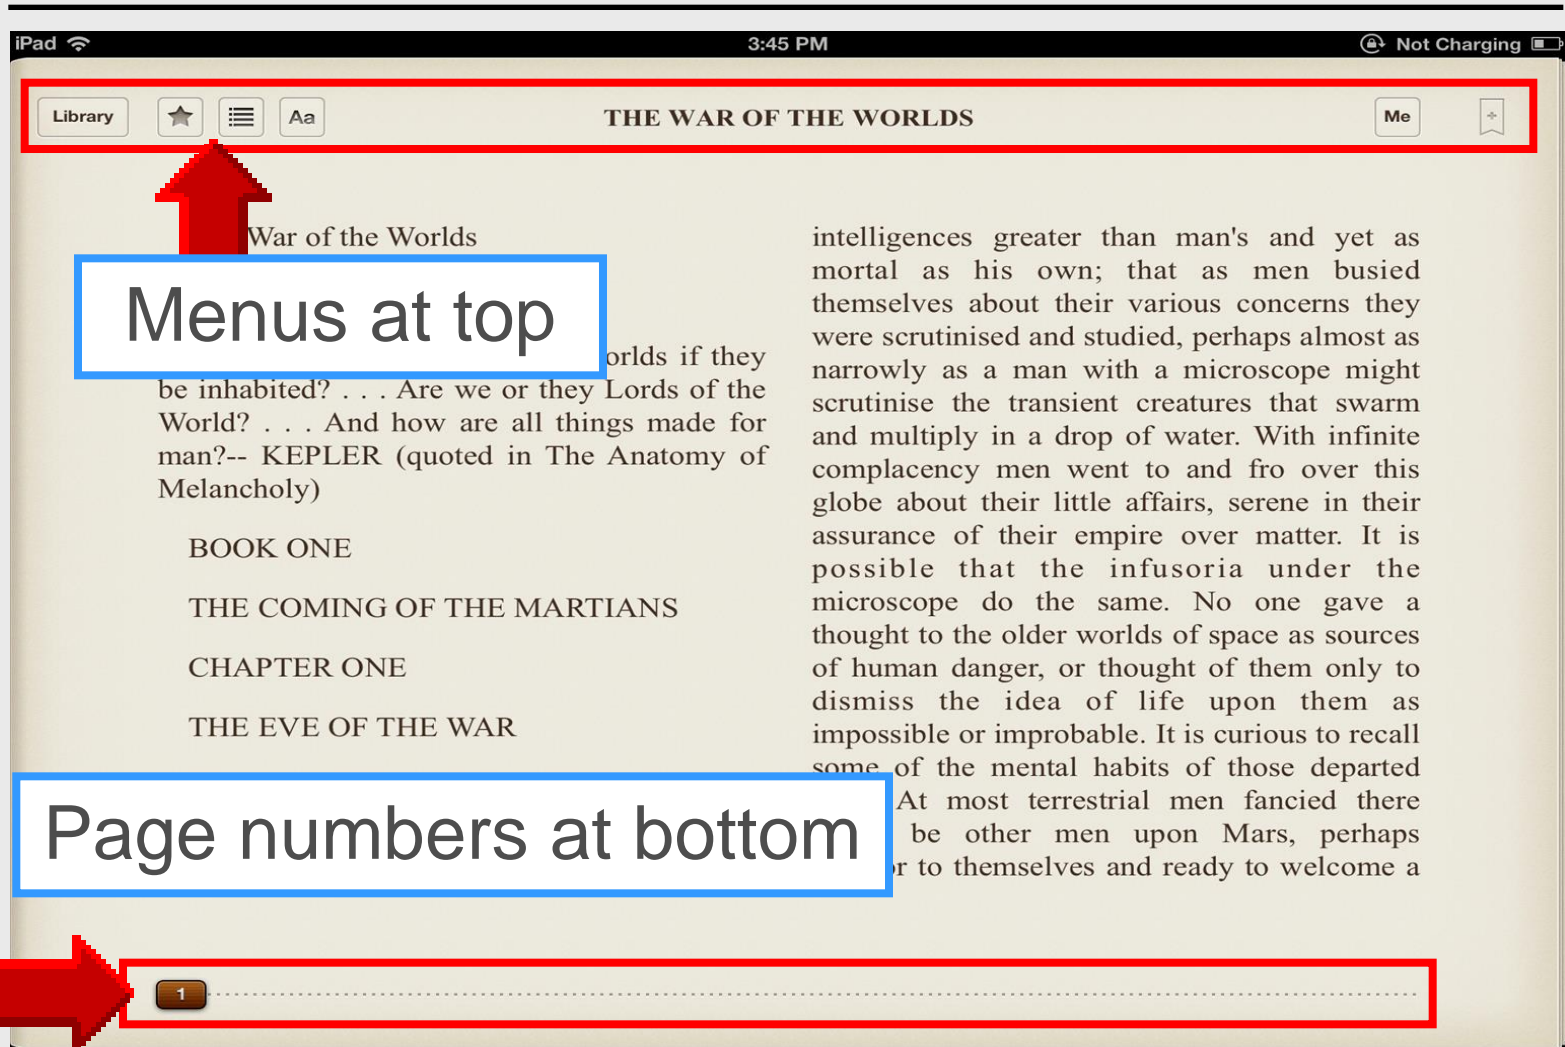 iPad 3:45 PM Not Charging
Library Aa THE WAR OF THE WORLDS Me
War of the Worlds
Menus at top
orlds if they
be inhabited? . . . Are we or they Lords of the
World? . . . And how are all things made for
man?-- KEPLER (quoted in The Anatomy of
Melancholy)
BOOK ONE
THE COMING OF THE MARTIANS
CHAPTER ONE
THE EVE OF THE WAR
Page numbers at bottom
intelligences greater than man's and yet as
mortal as his own; that as men busied
themselves about their various concerns they
were scrutinised and studied, perhaps almost as
narrowly as a man with a microscope might
scrutinise the transient creatures that swarm
and multiply in a drop of water. With infinite
complacency men went to and fro over this
globe about their little affairs, serene in their
assurance of their empire over matter. It is
possible that the infusoria under the
microscope do the same. No one gave a
thought to the older worlds of space as sources
of human danger, or thought of them only to
dismiss the idea of life upon them as
impossible or improbable. It is curious to recall
some of the mental habits of those departed
At most terrestrial men fancied there
be other men upon Mars, perhaps
r to themselves and ready to welcome a
1